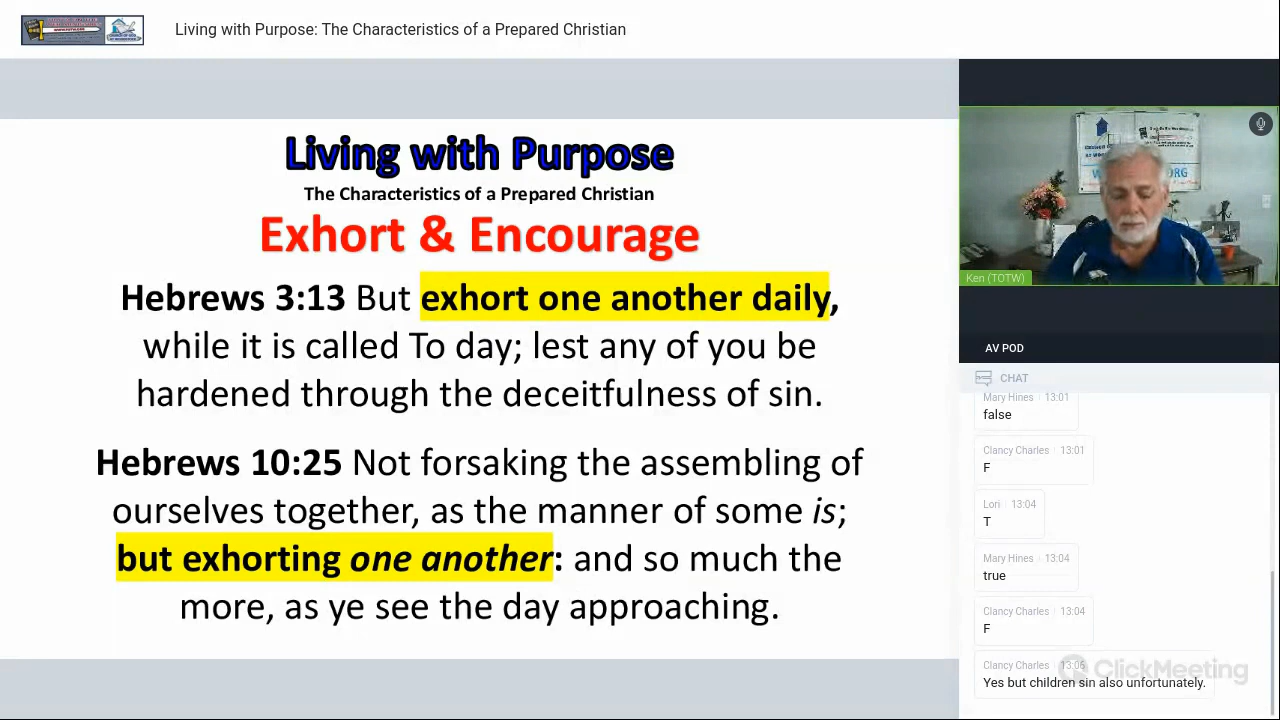 Living with Purpose: The Characteristics of a Prepared Christian
Living with Purpose
The Characteristics of a Prepared Christian
Exhort & Encourage
Hebrews 3:13 But exhort one another daily,
while it is called To day; lest any of you be
hardened through the deceitfulness of sin.
Hebrews 10:25 Not forsaking the assembling of
ourselves together, as the manner of some is;
but exhorting one another: and so much the
more, as ye see the day approaching.
Ken (TOTW)
AV POD
CHAT
Mary Hines 13:01
false
Clancy Charles 13:01
F
Lori 13:04
T
Mary Hines 13:04
true
Clancy Charles 13:04
F
Clancy Charles 13:05
Yes but children sin also unfortunately.
ClickMeeting